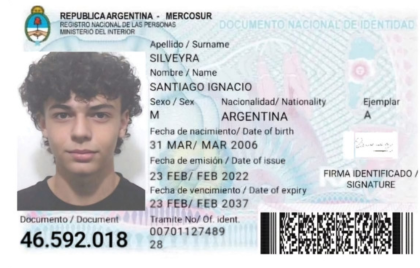 REPUBLICA ARGENTINA - MERCOSUR
REGISTRO NACIONAL DE LAS PERSONAS
MINISTERIO DEL INTERIOR
DOCUMENTO NACIONAL DE IDENTIDAD
Apellido / Surname
SILVEYRA
Nombre / Name
SANTIAGO IGNACIO
Sexo / Sex Nacionalidad/ Nationality Ejemplar
M ARGENTINA A
Fecha de nacimiento/ Date of birth
31 MAR/ MAR 2006
Fecha de emisión / Date of issue
23 FEB/ FEB 2022
Fecha de vencimiento / Date of expiry
23 FEB/ FEB 2037
FIRMA IDENTIFICADO /
SIGNATURE
Documento / Document
46.592.018
Tramite No/ Of. ident.
00701127489
28